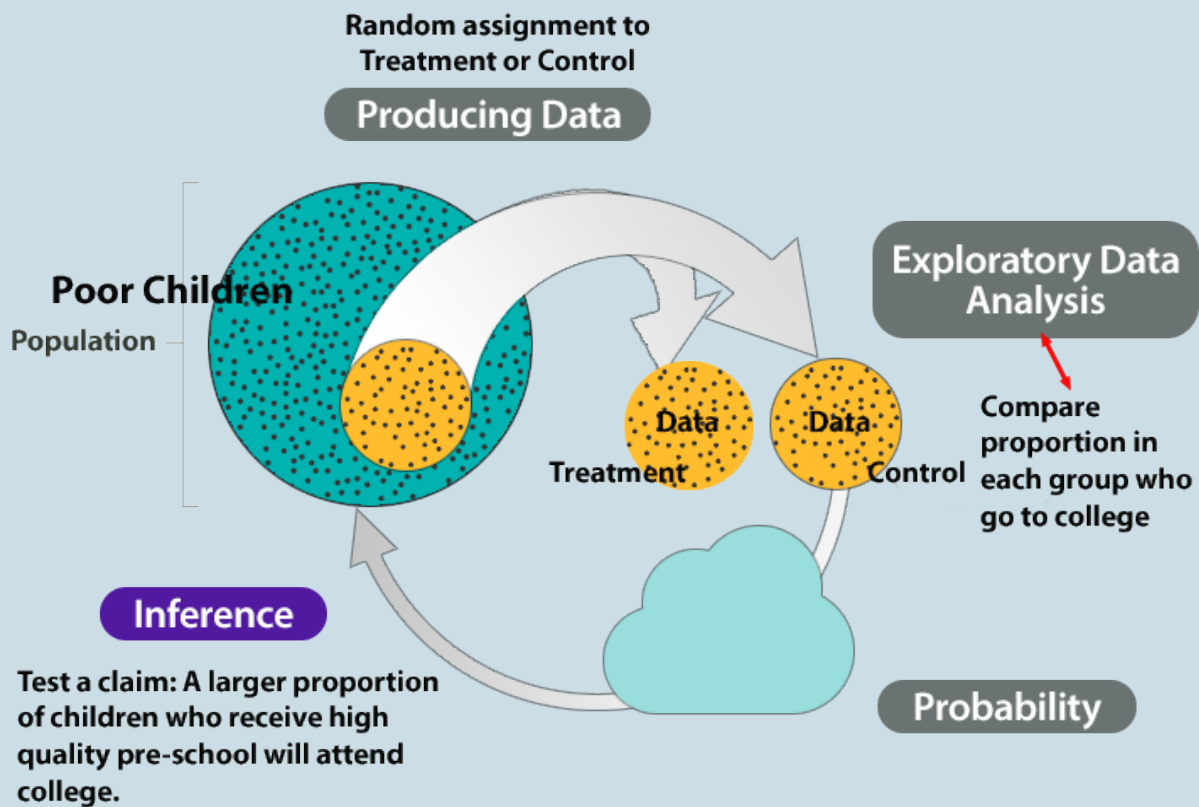 Random assignment to
Treatment or Control
Producing Data
Poor Children
Population
Exploratory Data
Analysis
Data
Data
Treatment
Control
Compare
proportion in
each group who
go to college
Inference
Test a claim: A larger proportion
of children who receive high
quality pre-school will attend
college.
Probability